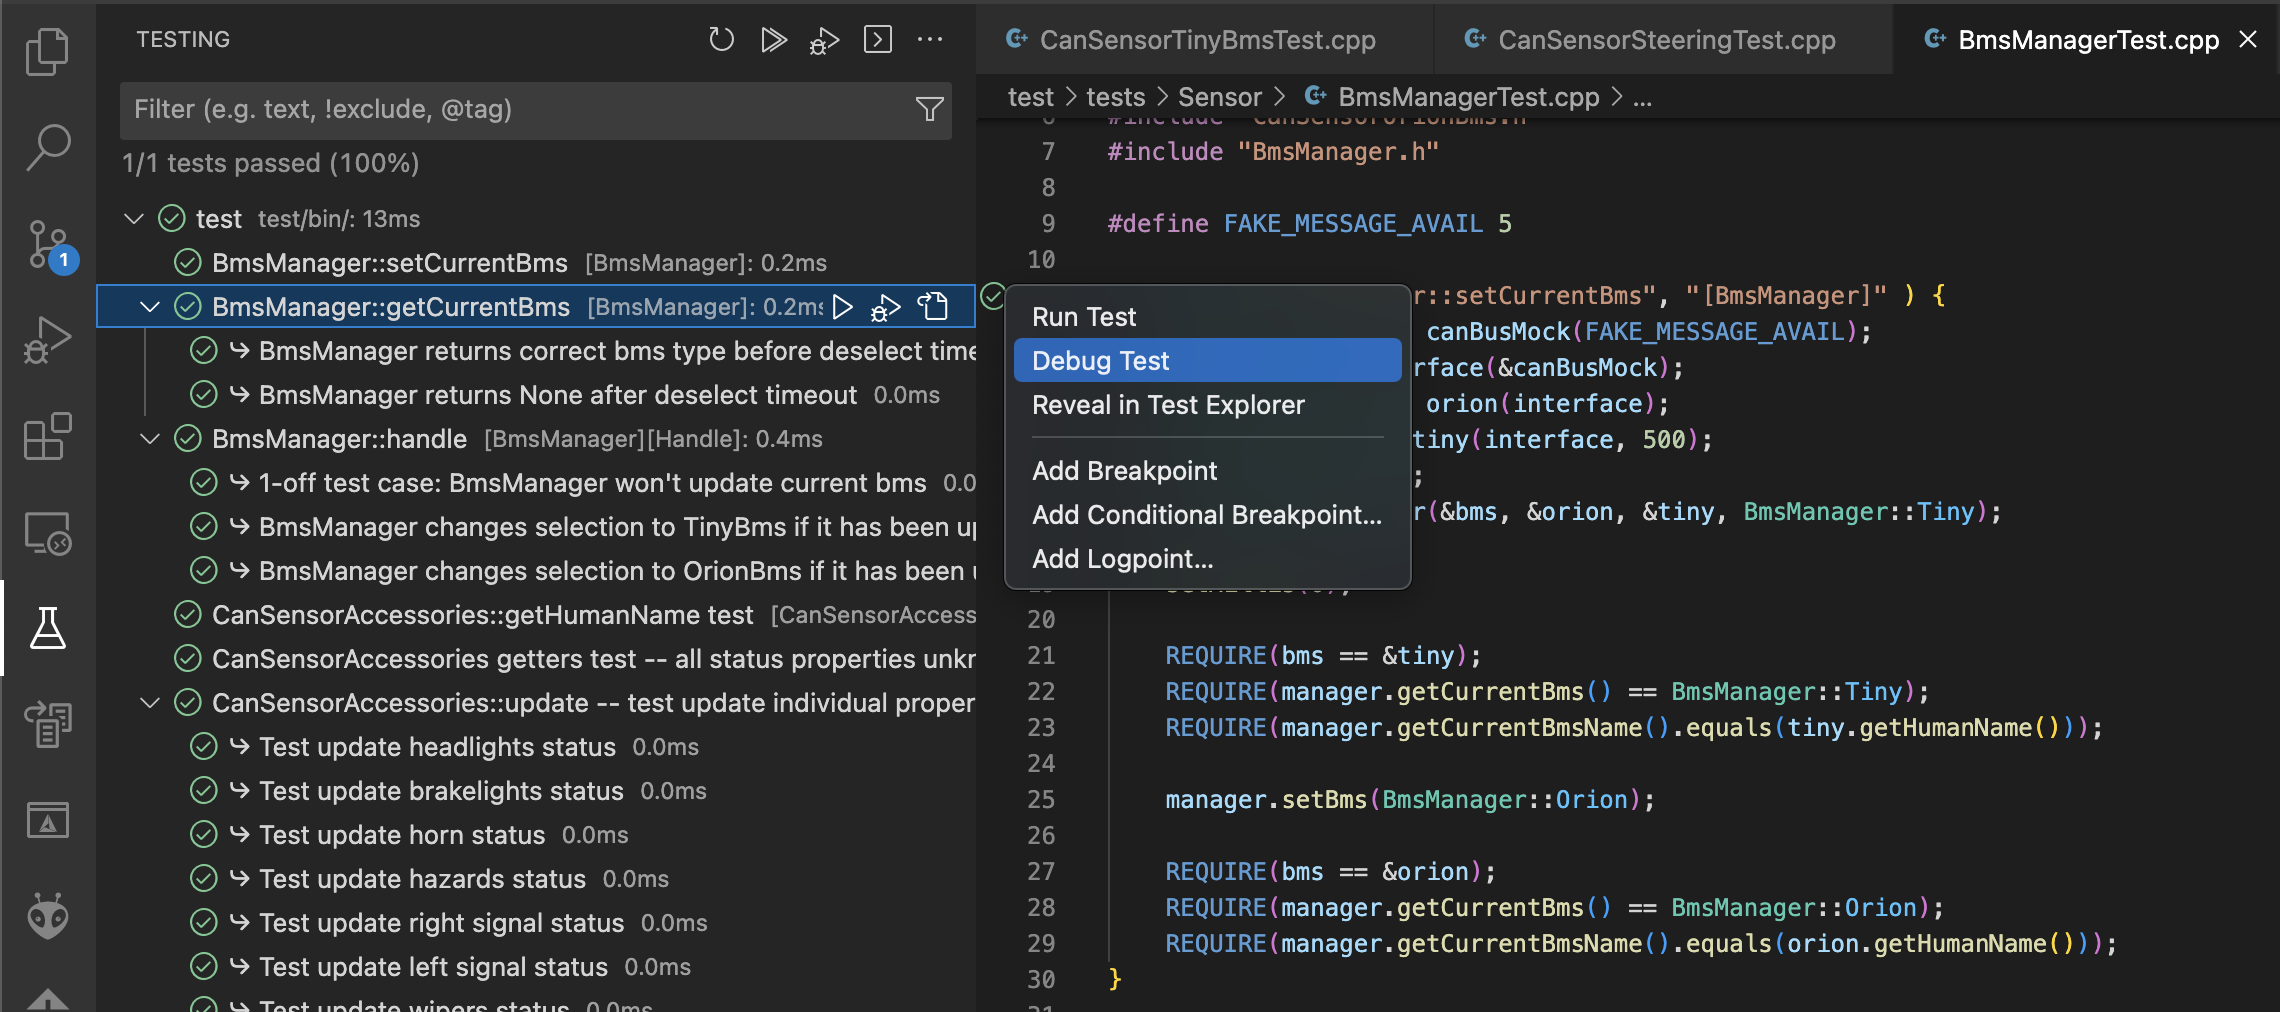 TESTING
Filter (e.g. text, !exclude, @tag)
1/1 tests passed (100%)
test test/bin/: 13ms
BmsManager::setCurrentBms [BmsManager]: 0.2ms
BmsManager::getCurrentBms [BmsManager]: 0.2ms
BmsManager returns correct bms type before deselect time
BmsManager returns None after deselect timeout 0.0ms
BmsManager::handle [BmsManager][Handle]: 0.4ms
1-off test case: BmsManager won't update current bms 0.0
BmsManager changes selection to TinyBms if it has been up
BmsManager changes selection to OrionBms if it has been
CanSensorAccessories::getHumanName test [CanSensorAccess
CanSensorAccessories getters test -- all status properties unkr
CanSensorAccessories::update -- test update individual proper
Test update headlights status 0.0ms
Test update brakelights status 0.0ms
Test update horn status 0.0ms
Test update hazards status 0.0ms
Test update right signal status 0.0ms
Test update left signal status 0.0ms
Test update wipers status 0.0ms
1
CanSensorTinyBmsTest.cpp
CanSensorSteeringTest.cpp
BmsManagerTest.cpp
test > tests > Sensor > BmsManagerTest.cpp > ...
6 #include "CanSensorOrionBms.h"
7 #include "BmsManager.h"
8
9 #define FAKE_MESSAGE_AVAIL 5
10
r::setCurrentBms", "[BmsManager]" ) {
canBusMock(FAKE_MESSAGE_AVAIL);
rface(&canBusMock);
orion(interface);
tiny(interface, 500);
;
r(&bms, &orion, &tiny, BmsManager::Tiny);
Run Test
Debug Test
Reveal in Test Explorer
Add Breakpoint
Add Conditional Breakpoint...
Add Logpoint...
20
21 REQUIRE(bms == &tiny);
22 REQUIRE(manager.getCurrentBms() == BmsManager::Tiny);
23 REQUIRE(manager.getCurrentBmsName().equals(tiny.getHumanName()));
24
25 manager.setBms(BmsManager::Orion);
26
27 REQUIRE(bms == &orion);
28 REQUIRE(manager.getCurrentBms() == BmsManager::Orion);
29 REQUIRE(manager.getCurrentBmsName().equals(orion.getHumanName()));
30 }
31